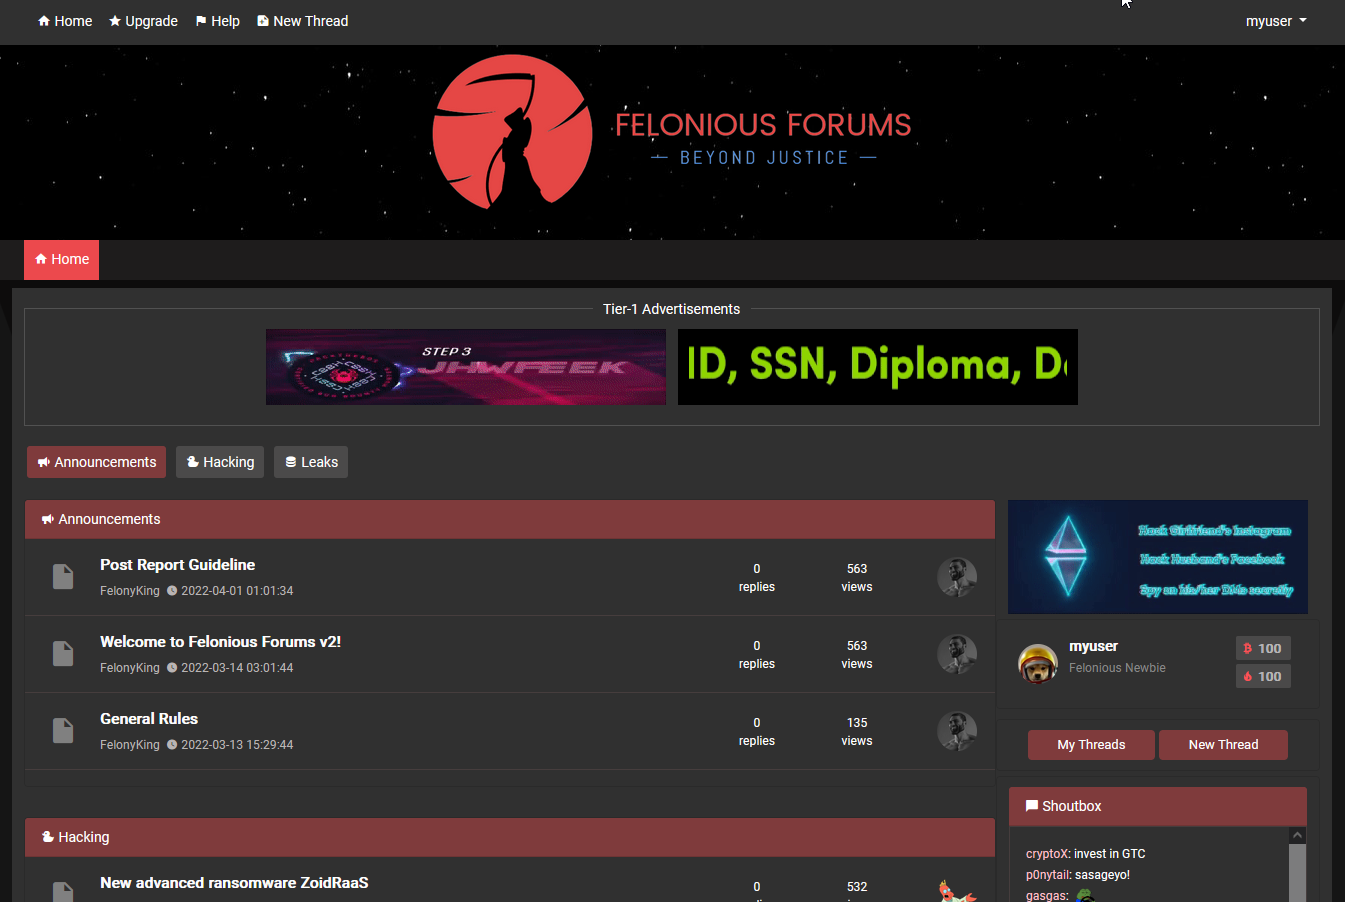 Home Upgrade Help New Thread
myuser
FELONIOUS FORUMS
BEYOND JUSTICE
Home
Tier-1 Advertisements
STEP 3
ID, SSN, Diploma,
Announcements Hacking Leaks
Announcements
Post Report Guideline
FelonyKing 2022-04-01 01:01:34
0 replies
563 views
Welcome to Felonious Forums v2!
FelonyKing 2022-03-14 03:01:44
0 replies
563 views
General Rules
FelonyKing 2022-03-13 15:29:44
0 replies
135 views
Hacking
New advanced ransomware ZoidRaaS
0
532
Hack Girlfriend's Instagram
Hack Husband's Facebook
Spy on his/her DMs secretly
myuser
Felonious Newbie
100
100
My Threads New Thread
Shoutbox
cryptoX: invest in GTC
p0nytail: sasageyo!
gasgas: